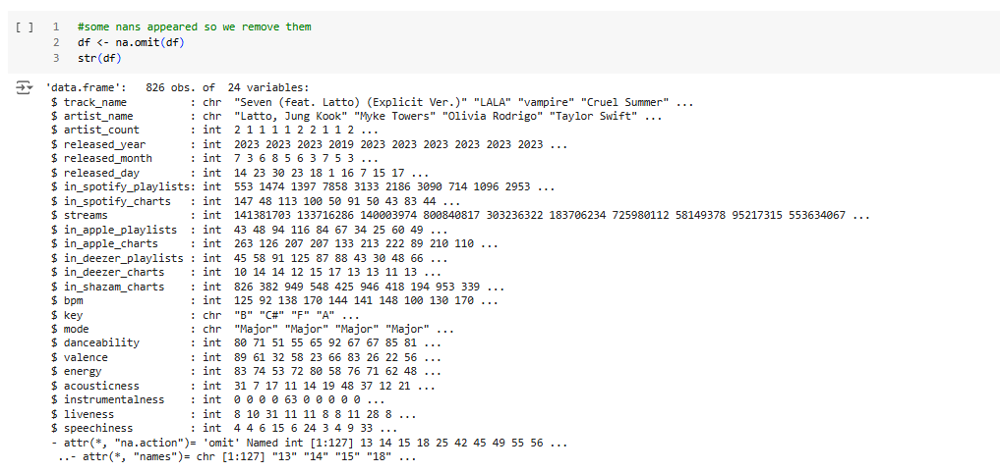 [ ] 1 #some nans appeared so we remove them
2 df <- na.omit(df)
3 str(df)
'data.frame': 826 obs. of 24 variables:
$ track_name : chr "Seven (feat. Latto) (Explicit Ver.)" "LALA" "vampire" "Cruel Summer" ...
$ artist_name : chr "Latto, Jung Kook" "Myke Towers" "Olivia Rodrigo" "Taylor Swift" ...
$ artist_count : int 2 1 1 1 1 2 2 1 1 2 ...
$ released_year : int 2023 2023 2023 2019 2023 2023 2023 2023 2023 2023 ...
$ released_month : int 7 3 6 8 5 6 3 7 5 3 ...
$ released_day : int 14 23 30 23 18 1 16 7 15 17 ...
$ in_spotify_playlists: int 553 1474 1397 7858 3133 2186 3090 714 1096 2953 ...
$ in_spotify_charts : int 147 48 113 100 50 91 50 43 83 44 ...
$ streams : int 141381703 133716286 140003974 800840817 303236322 183706234 725980112 58149378 95217315 553634067 ...
$ in_apple_playlists : int 43 48 94 116 84 67 34 25 60 49 ...
$ in_apple_charts : int 263 126 207 207 133 213 222 89 210 110 ...
$ in_deezer_playlists : int 45 58 91 125 87 88 43 30 48 66 ...
$ in_deezer_charts : int 10 14 14 12 15 17 13 13 11 13 ...
$ in_shazam_charts : int 826 382 949 548 425 946 418 194 953 339 ...
$ bpm : int 125 92 138 170 144 141 148 100 130 170 ...
$ key : chr "B" "C#" "F" "A" ...
$ mode : chr "Major" "Major" "Major" "Major" ...
$ danceability : int 80 71 51 55 65 92 67 67 85 81 ...
$ valence : int 89 61 32 58 23 66 83 26 22 56 ...
$ energy : int 83 74 53 72 80 58 76 71 62 48 ...
$ acousticness : int 31 7 17 11 14 19 48 37 12 21 ...
$ instrumentalness : int 0 0 0 0 63 0 0 0 0 0 ...
$ liveness : int 8 10 31 11 11 8 8 11 28 8 ...
$ speechiness : int 4 4 6 15 6 24 3 4 9 33 ...
- attr(*, "na.action")= 'omit' Named int [1:127] 13 14 15 18 25 42 45 49 55 56 ...
..- attr(*, "names")= chr [1:127] "13" "14" "15" "18" ...